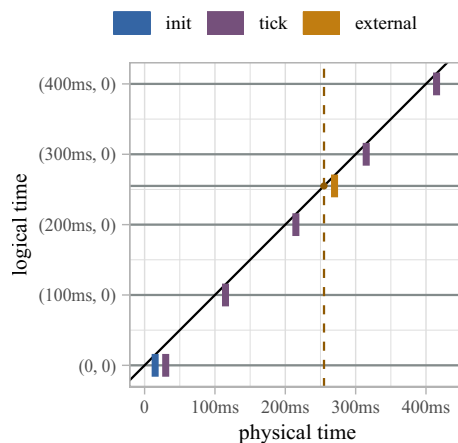 init tick external
(400ms, 0)
(300ms, 0)
(200ms, 0)
(100ms, 0)
(0, 0)
logical time
0 100ms 200ms 300ms 400ms
physical time